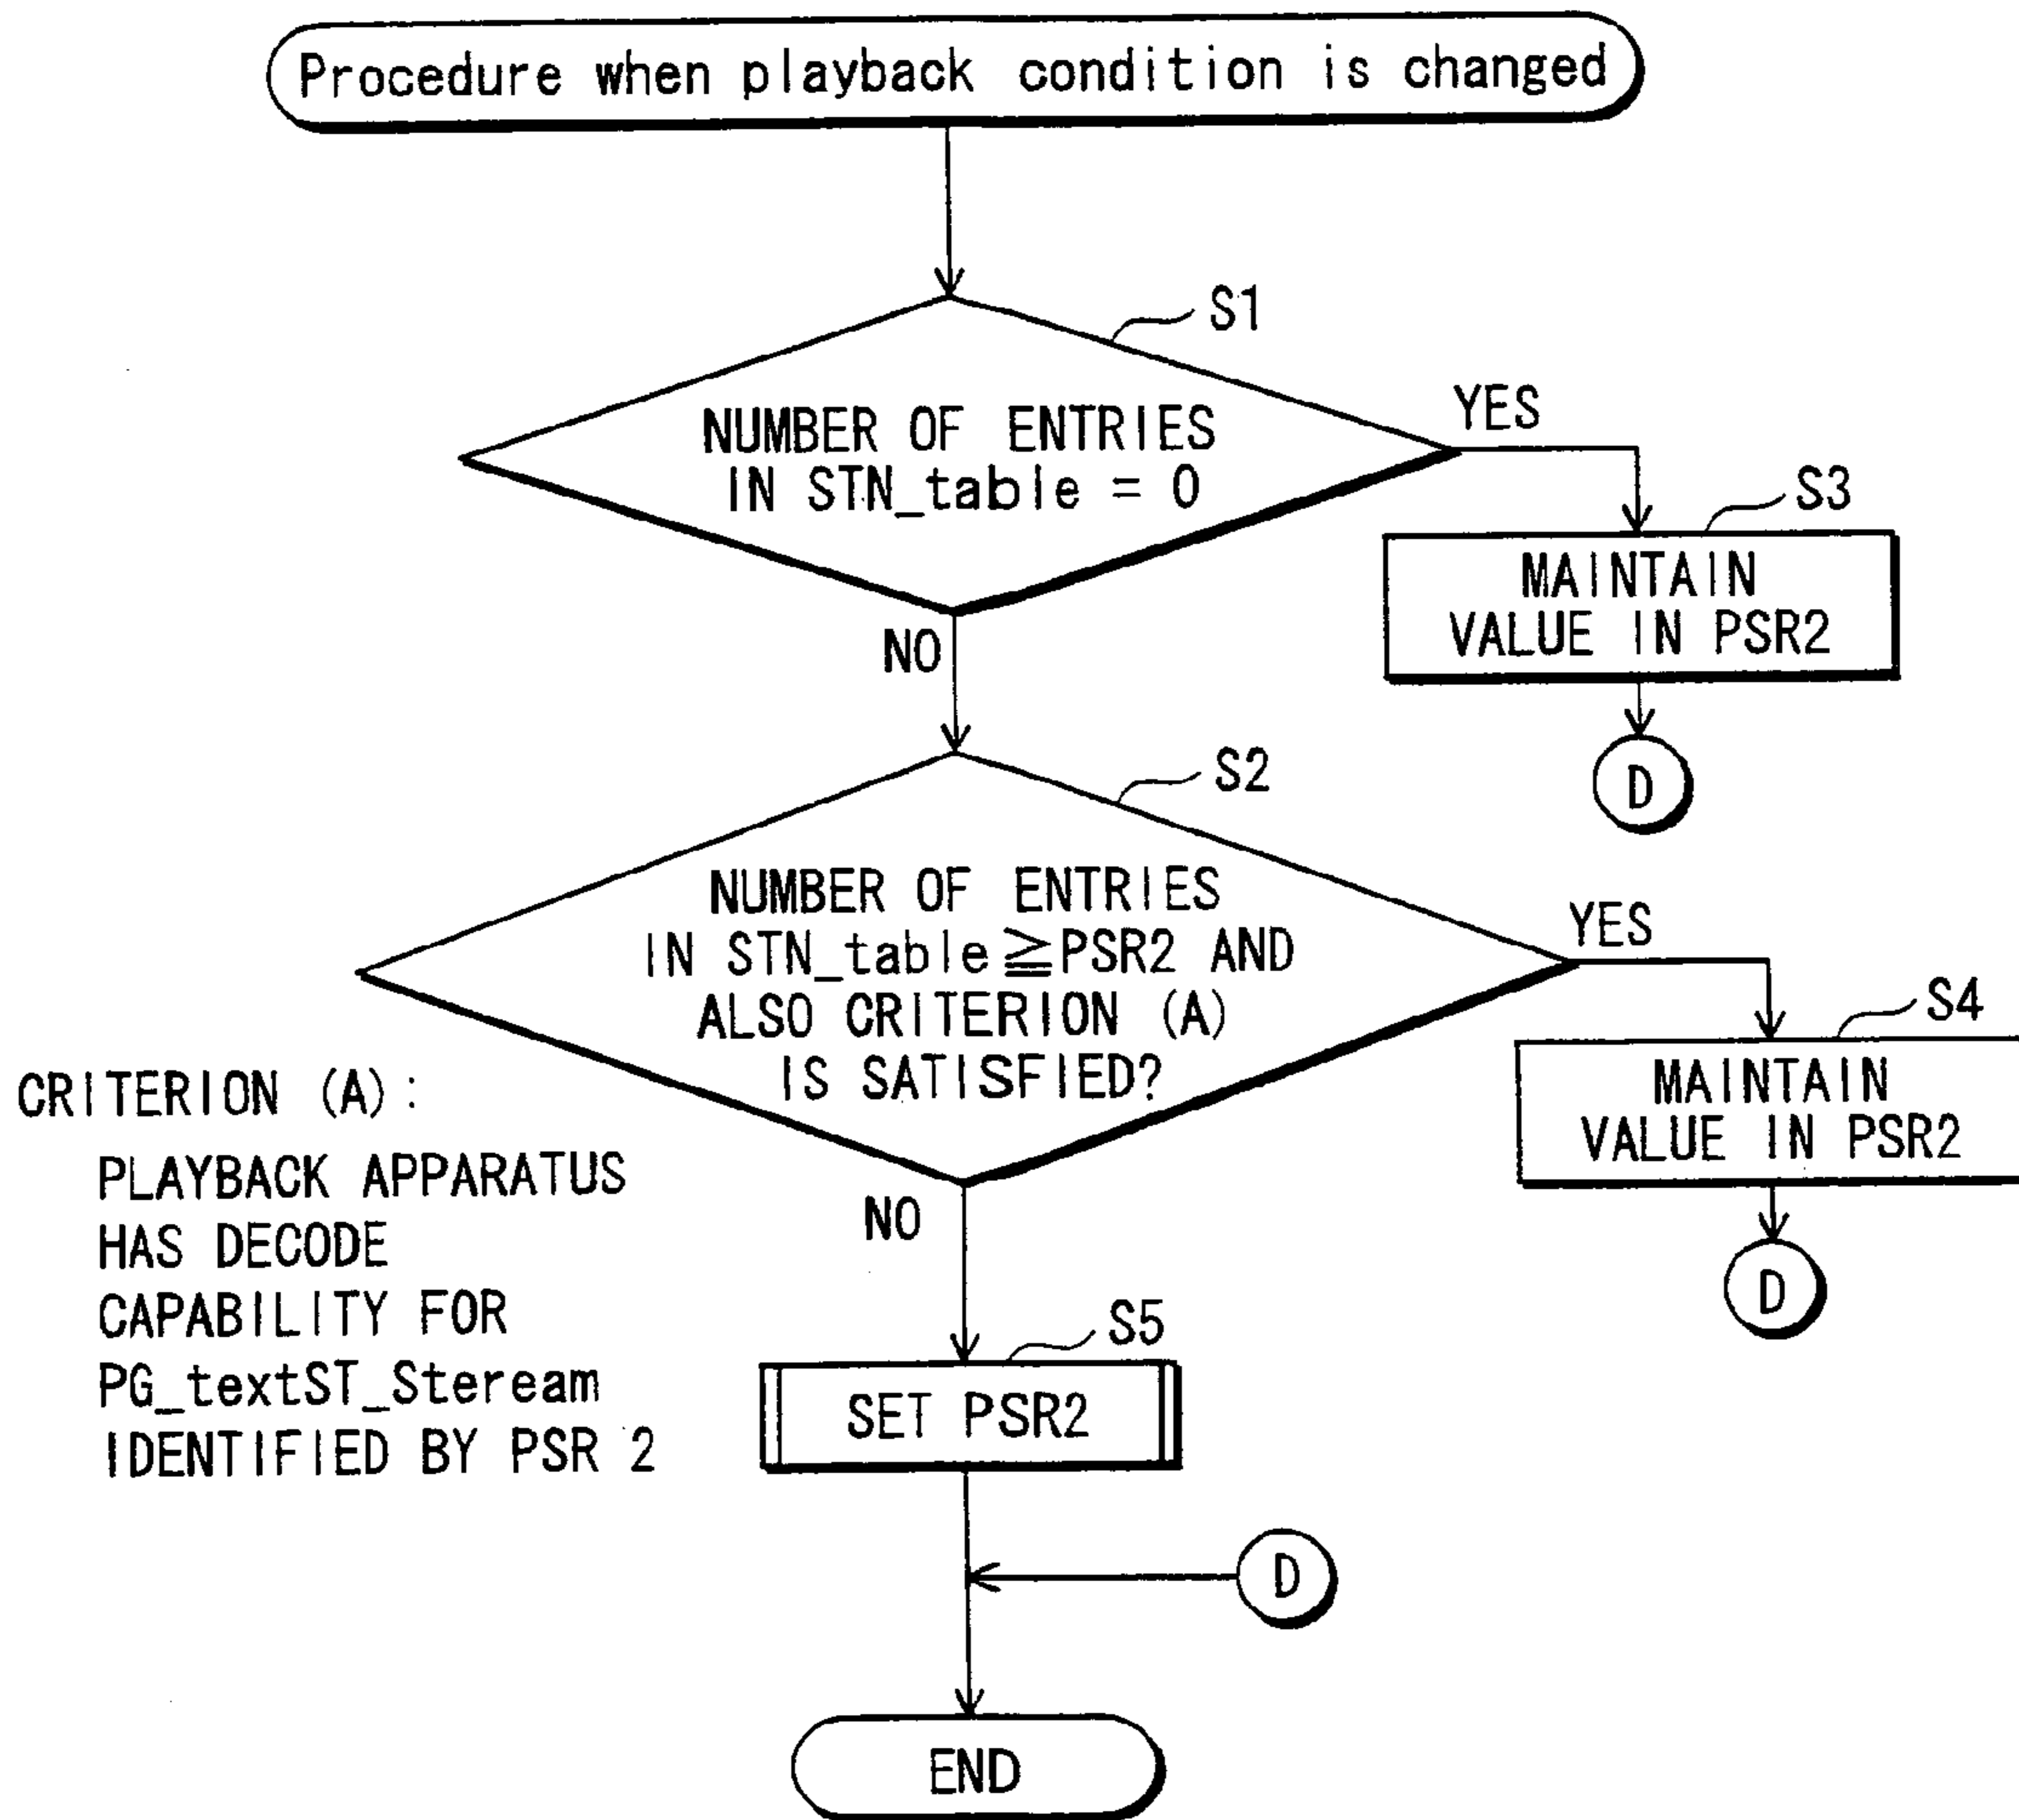 Procedure when playback condition is changed
S1
NUMBER OF ENTRIES
IN STN_table = 0
YES
S3
MAINTAIN
VALUE IN PSR2
D
NO
S2
NUMBER OF ENTRIES
IN STN_table≧PSR2 AND
ALSO CRITERION (A)
IS SATISFIED?
YES
S4
MAINTAIN
VALUE IN PSR2
D
CRITERION (A):
PLAYBACK APPARATUS
HAS DECODE
CAPABILITY FOR
PG_textST_Steream
IDENTIFIED BY PSR 2
NO
S5
SET PSR2
D
END